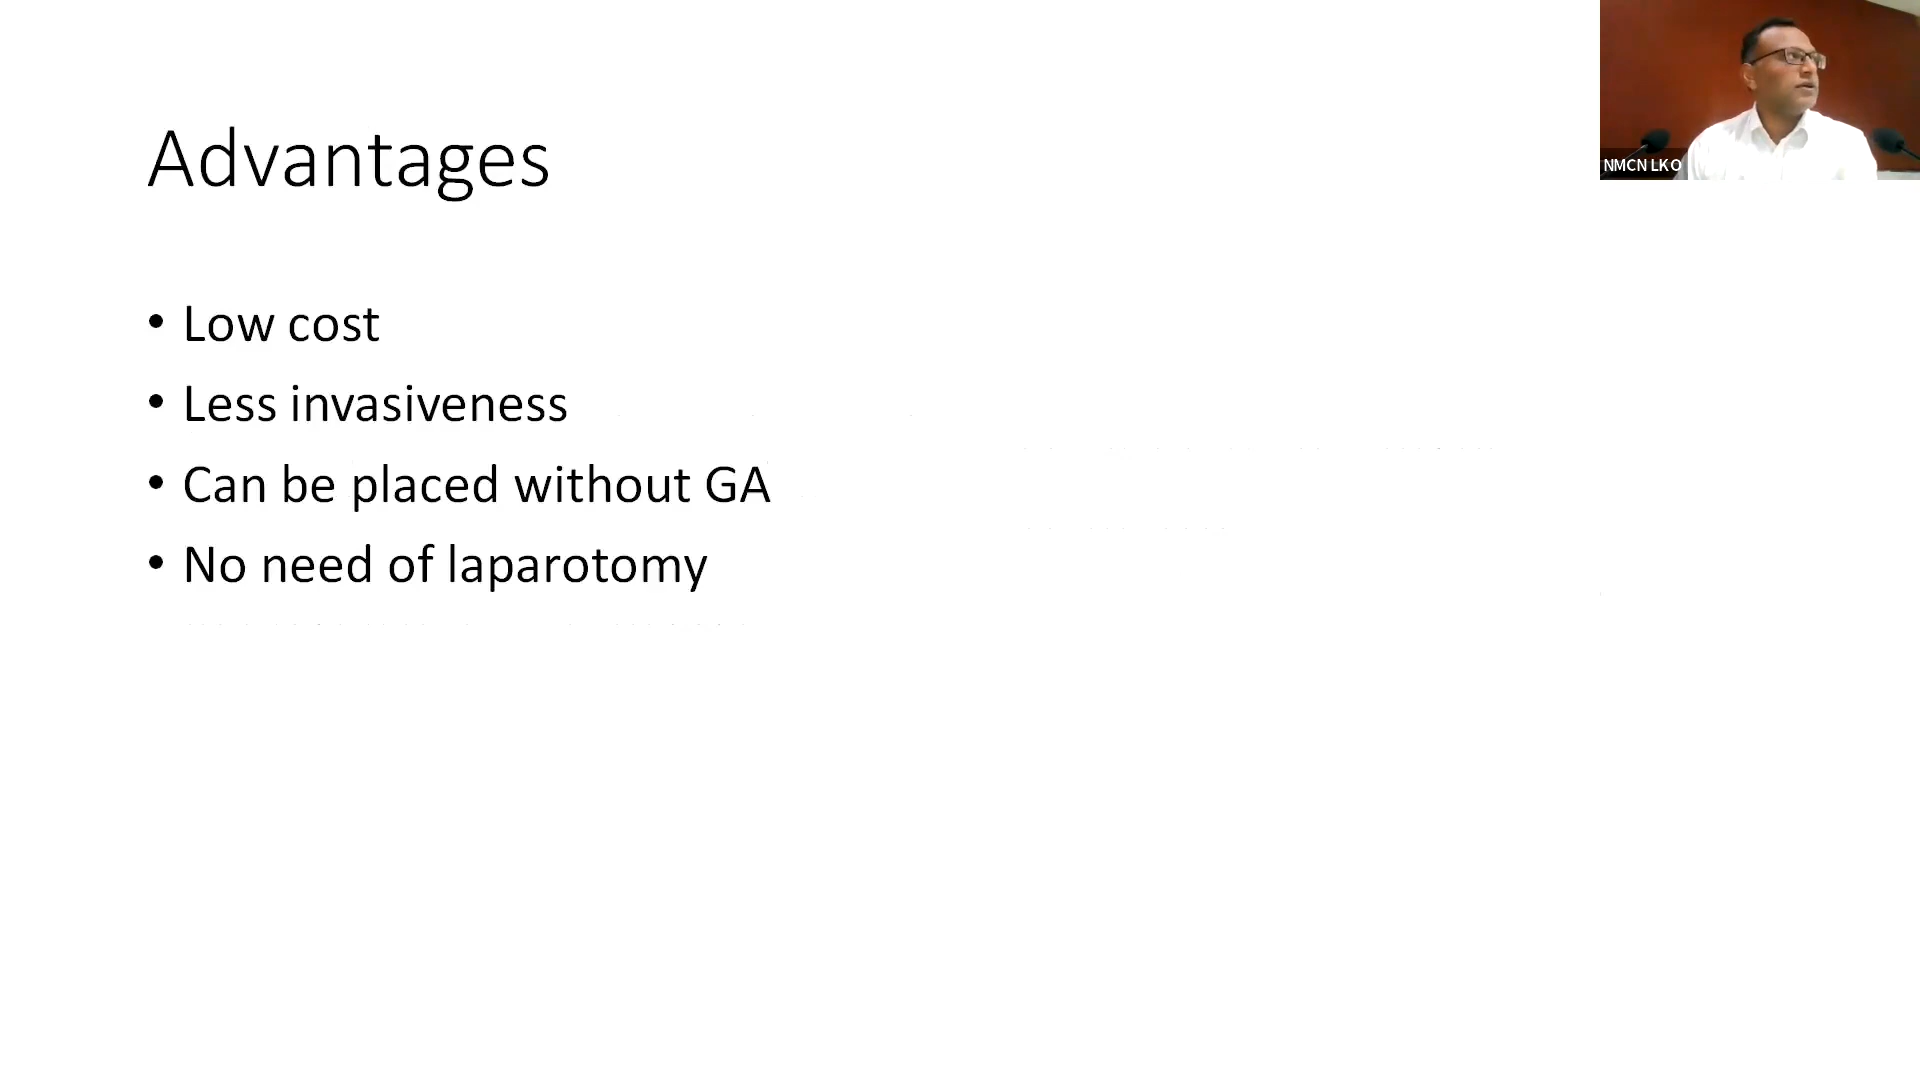 Advantages
• Low cost
• Less invasiveness
• Can be placed without GA
• No need of laparotomy
NMCN LKO